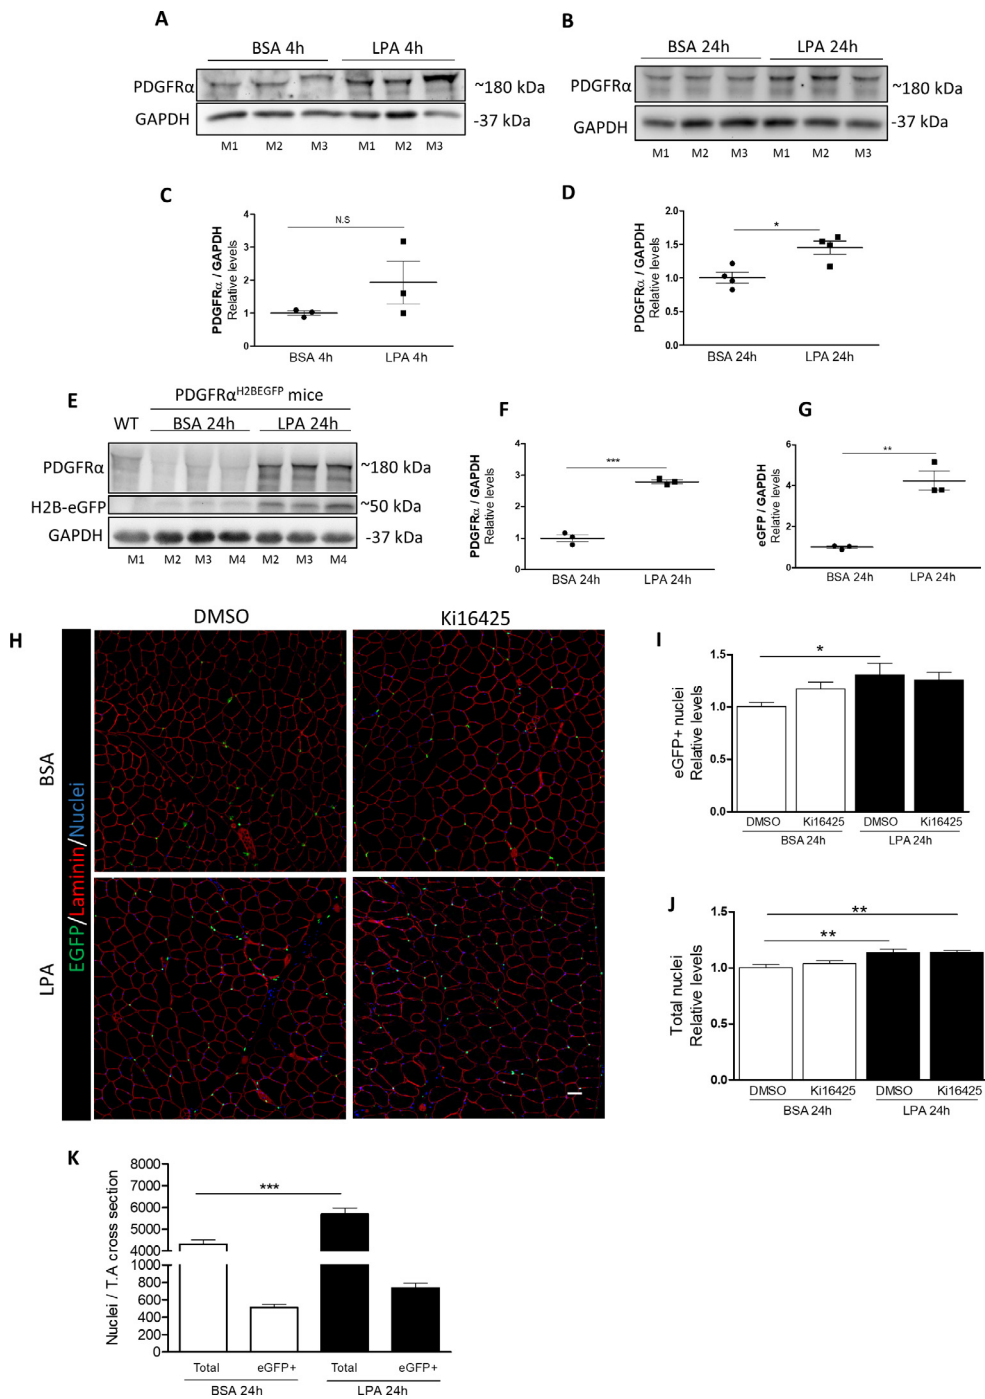 A
BSA 4h
LPA 4h
PDGFRα
~180 kDa
GAPDH
-37 kDa
M1 M2 M3 M1 M2 M3
B
BSA 24h
LPA 24h
PDGFRα
~180 kDa
GAPDH
-37 kDa
M1 M2 M3 M1 M2 M3
C
PDGFRα / GAPDH
Relative levels
4
3
2
1
0
N.S
BSA 4h
LPA 4h
D
PDGFRα / GAPDH
Relative levels
2.0
1.5
1.0
0.5
0.0
*
BSA 24h
LPA 24h
E
PDGFRα^H2BEGFP mice
WT
BSA 24h
LPA 24h
PDGFRα
~180 kDa
H2B-eGFP
~50 kDa
GAPDH
-37 kDa
M1 M2 M3 M4 M2 M3 M4
F
PDGFRα / GAPDH
Relative levels
4
3
2
1
0
***
BSA 24h
LPA 24h
G
eGFP / GAPDH
Relative levels
6
4
2
0
**
BSA 24h
LPA 24h
H
DMSO
Ki16425
BSA
LPA
EGFP/Laminin/Nuclei
I
eGFP+ nuclei
Relative levels
1.5
1.0
0.5
0.0
*
DMSO Ki16425 DMSO Ki16425
BSA 24h
LPA 24h
J
Total nuclei
Relative levels
1.5
1.0
0.5
0.0
**
**
DMSO Ki16425 DMSO Ki16425
BSA 24h
LPA 24h
K
Nuclei / T.A cross section
8000
7000
6000
5000
4000
1000
800
600
400
200
0
***
Total eGFP+ Total eGFP+
BSA 24h
LPA 24h